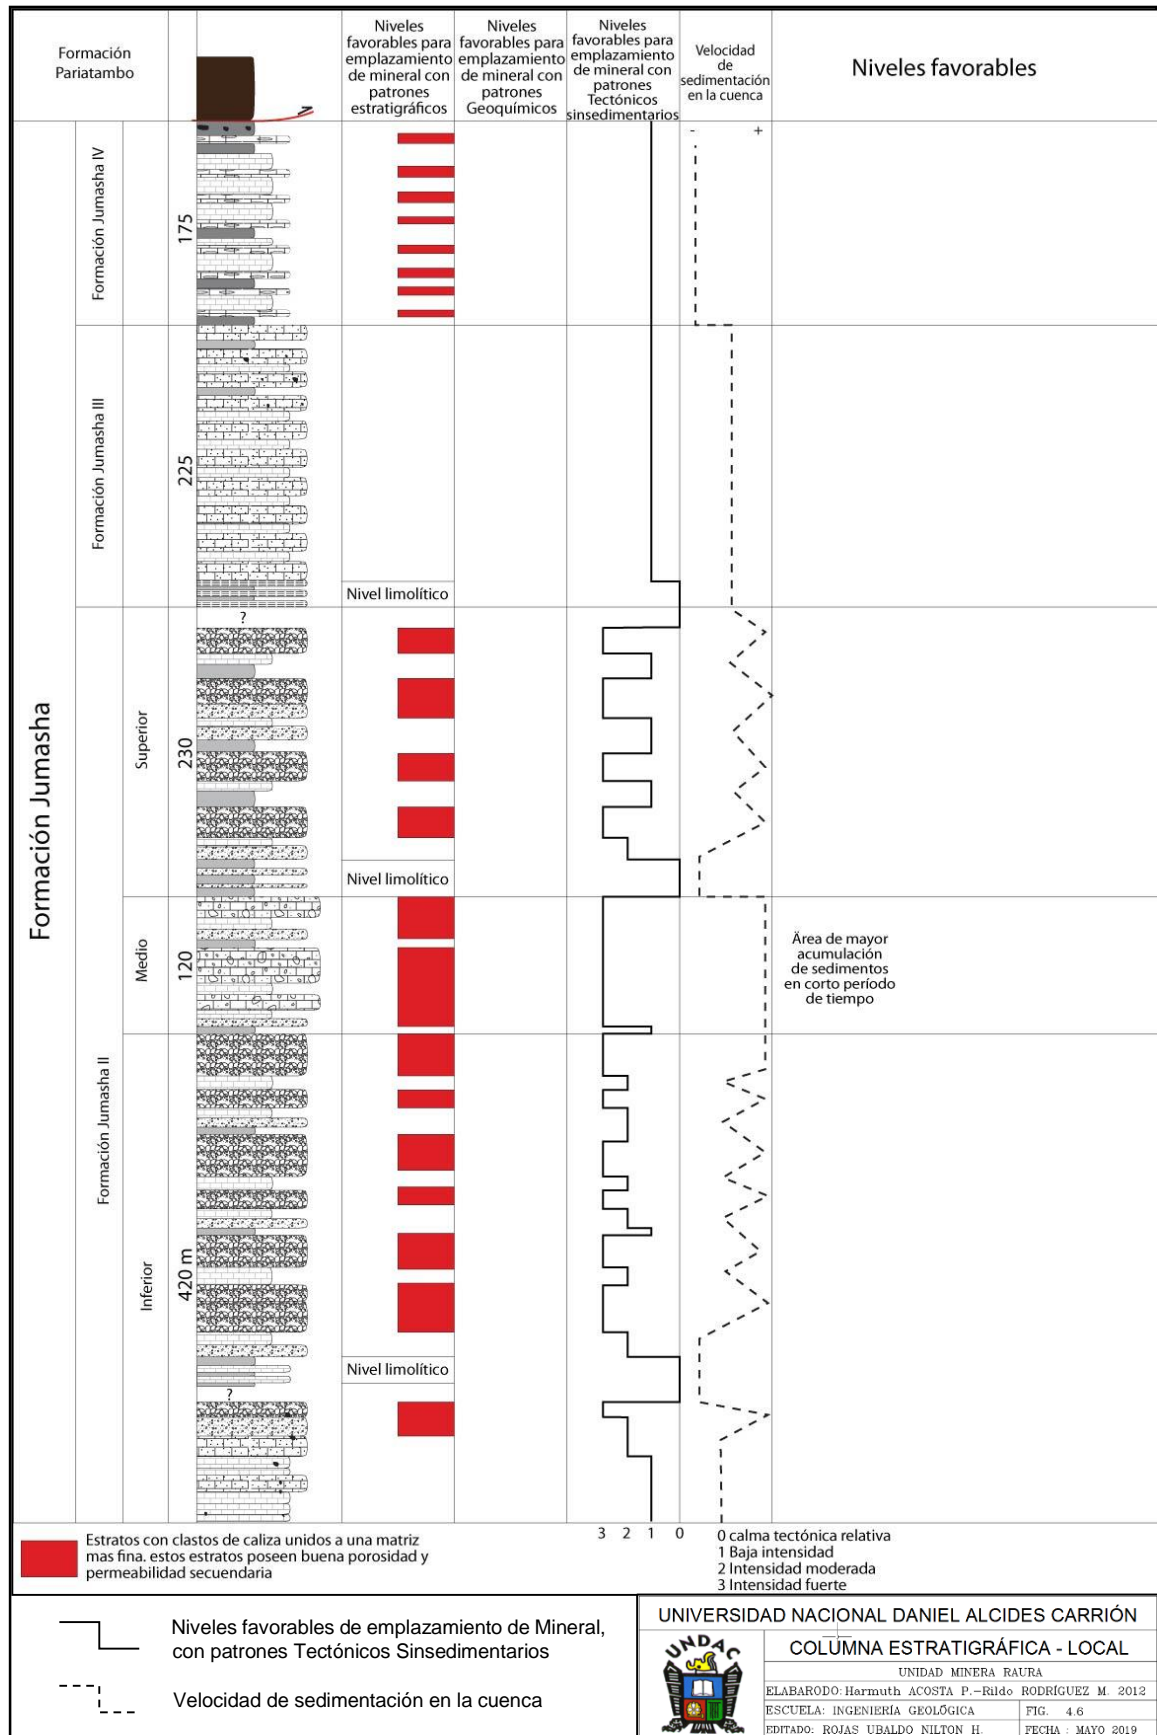 Formación
Pariatambo
Niveles
favorables para
emplazamiento
de mineral con
patrones
estratigráficos
Niveles
favorables para
emplazamiento
de mineral con
patrones
Geoquímicos
Niveles
favorables para
emplazamiento
de mineral con
patrones
Tectónicos
sinsedimentarios
Velocidad
de
sedimentación
en la cuenca
Niveles favorables
- +
Formación Jumasha
Formación Jumasha IV
175
Formación Jumasha III
225
Nivel limolítico
?
Formación Jumasha II
Superior
230
Nivel limolítico
Medio
120
Ärea de mayor
acumulación
de sedimentos
en corto período
de tiempo
Inferior
420 m
Nivel limolítico
?
3 2 1 0
Estratos con clastos de caliza unidos a una matriz
mas fina. estos estratos poseen buena porosidad y
permeabilidad secuendaria
0 calma tectónica relativa
1 Baja intensidad
2 Intensidad moderada
3 Intensidad fuerte
Niveles favorables de emplazamiento de Mineral,
con patrones Tectónicos Sinsedimentarios
Velocidad de sedimentación en la cuenca
UNIVERSIDAD NACIONAL DANIEL ALCIDES CARRIÓN
UNDAC
COLUMNA ESTRATIGRÁFICA - LOCAL
UNIDAD MINERA RAURA
ELABARODO: Harmuth ACOSTA P.-Rildo RODRÍGUEZ M. 2012
ESCUELA: INGENIERÍA GEOLÓGICA
FIG. 4.6
EDITADO: ROJAS UBALDO NILTON H.
FECHA : MAYO 2019